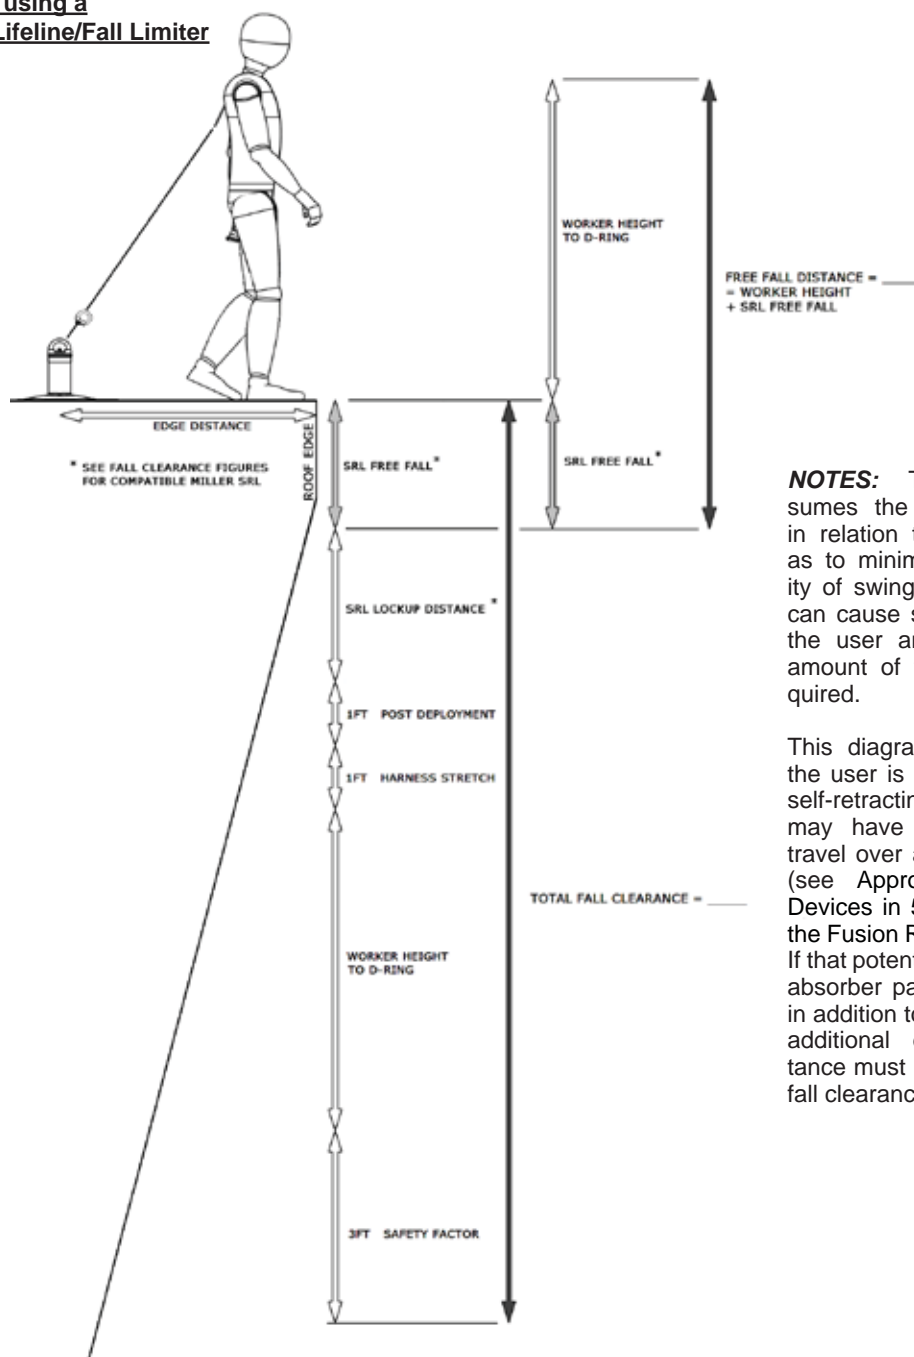 using a
Lifeline/Fall Limiter
WORKER HEIGHT
TO D-RING
FREE FALL DISTANCE = ____
= WORKER HEIGHT
+ SRL FREE FALL
EDGE DISTANCE
* SEE FALL CLEARANCE FIGURES
FOR COMPATIBLE MILLER SRL
ROOF EDGE
SRL FREE FALL*
SRL FREE FALL*
SRL LOCKUP DISTANCE *
1FT POST DEPLOYMENT
1FT HARNESS STRETCH
TOTAL FALL CLEARANCE = ____
WORKER HEIGHT
TO D-RING
3FT SAFETY FACTOR
NOTES: T
sumes the
in relation t
as to minim
ity of swing
can cause s
the user a
amount of
quired.
This diagra
the user is
self-retractin
may have
travel over a
(see Appro
Devices in 5
the Fusion R
If that potent
absorber pa
in addition to
additional
tance must
fall clearanc